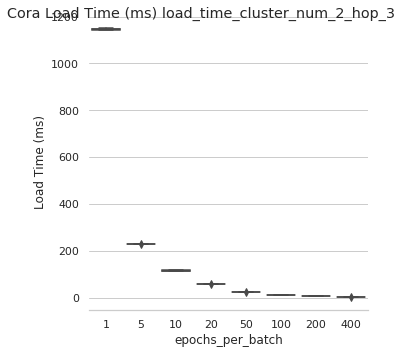 Cora Load Time (ms) load_time_cluster_num_2_hop_3
1200
1000
800
600
400
200
0
Load Time (ms)
1 5 10 20 50 100 200 400
epochs_per_batch